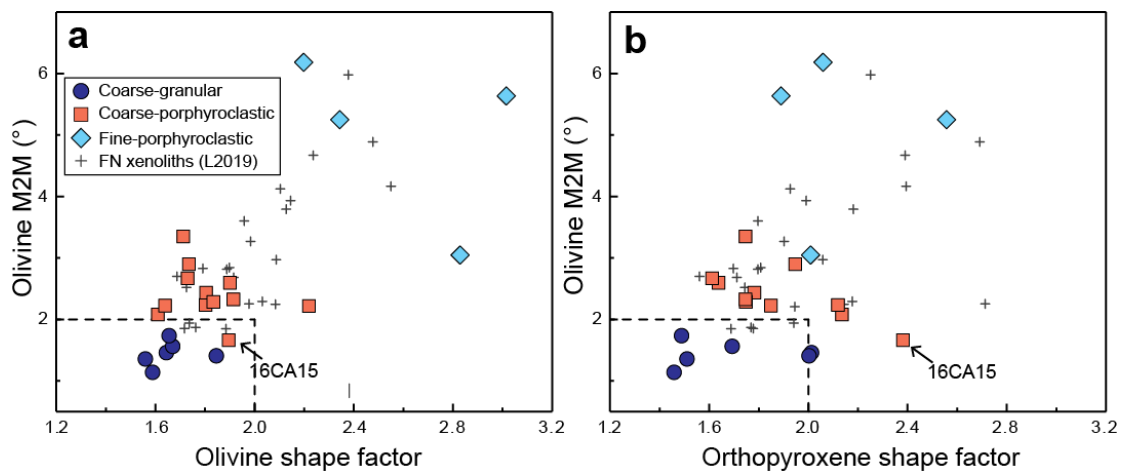 a
Coarse-granular
Coarse-porphyroclastic
Fine-porphyroclastic
FN xenoliths (L2019)
Olivine M2M (°)
6
4
2
16CA15
1.2 1.6 2.0 2.4 2.8 3.2
Olivine shape factor
b
Olivine M2M (°)
6
4
2
16CA15
1.2 1.6 2.0 2.4 2.8 3.2
Orthopyroxene shape factor